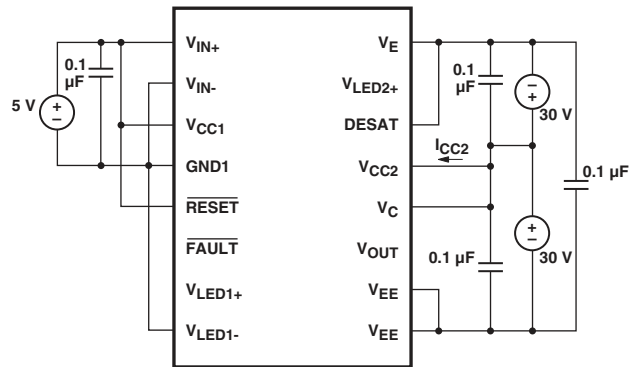 5 V
0.1
µF
V_IN+
V_IN-
V_CC1
GND1
RESET
FAULT
V_LED1+
V_LED1-
V_E
V_LED2+
DESAT
V_CC2
V_C
V_OUT
V_EE
V_EE
I_CC2
0.1
µF
+
−
−
+
30 V
0.1 µF
+
−
30 V
0.1 µF